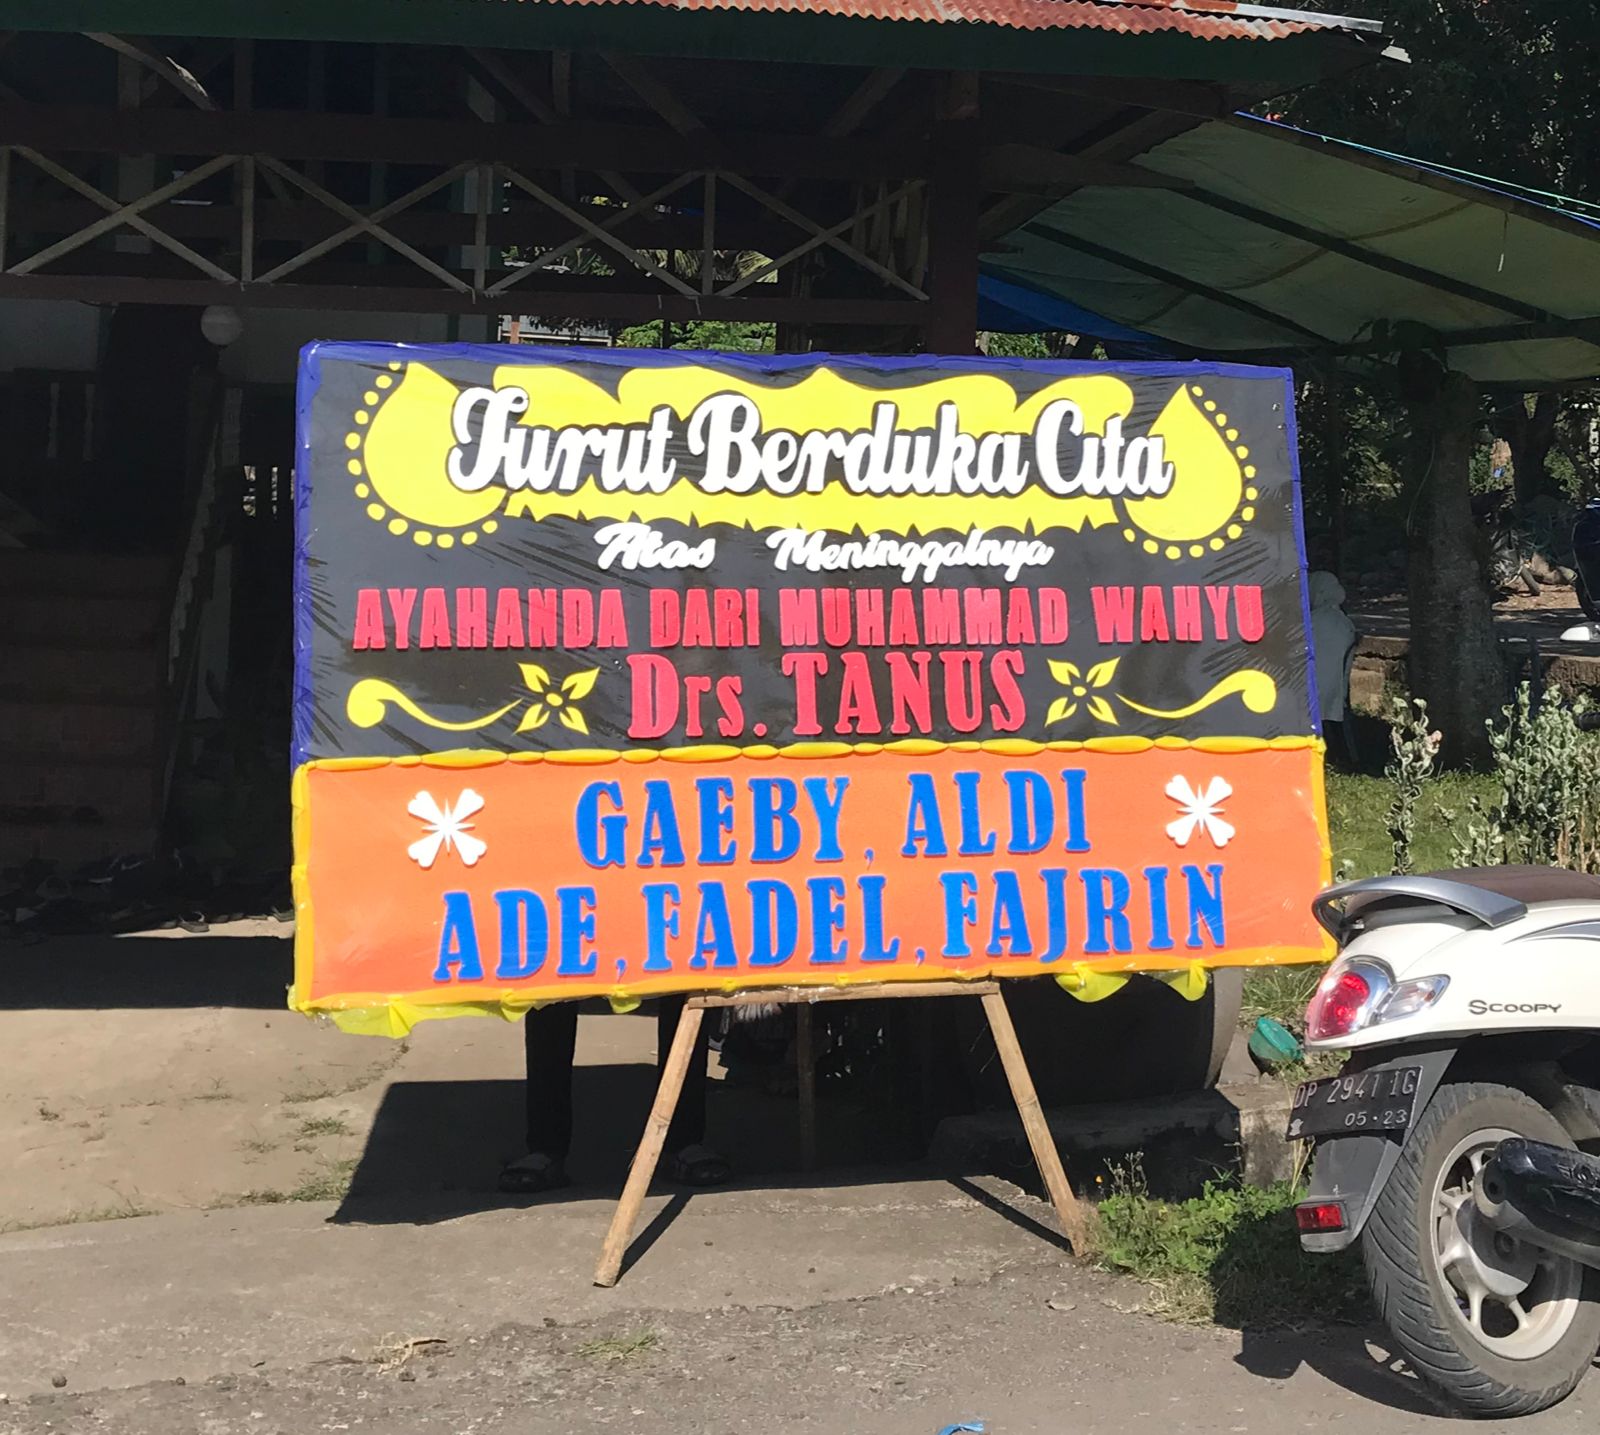 Turut Berduka Cita
Atas Meninggalnya
AYAHANDA DARI MUHAMMAD WAHYU
Drs. TANUS
GAEBY, ALDI
ADE, FADEL, FAJRIN
SCOOPY
DP 2941 IG
05·23